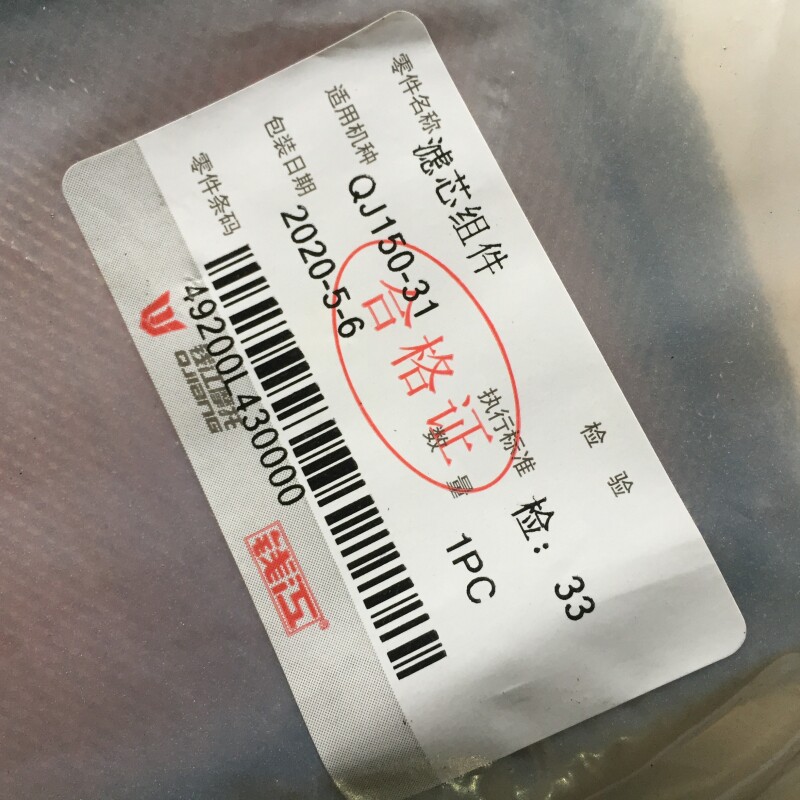 零件名称 滤芯组件
适用机种 QJ150-31
包装日期 2020-5-6
零件条码
49200L430000
合格证
执行标准
检验
检：33
数量 1PC
钱江摩托
QJIANG
钱江®